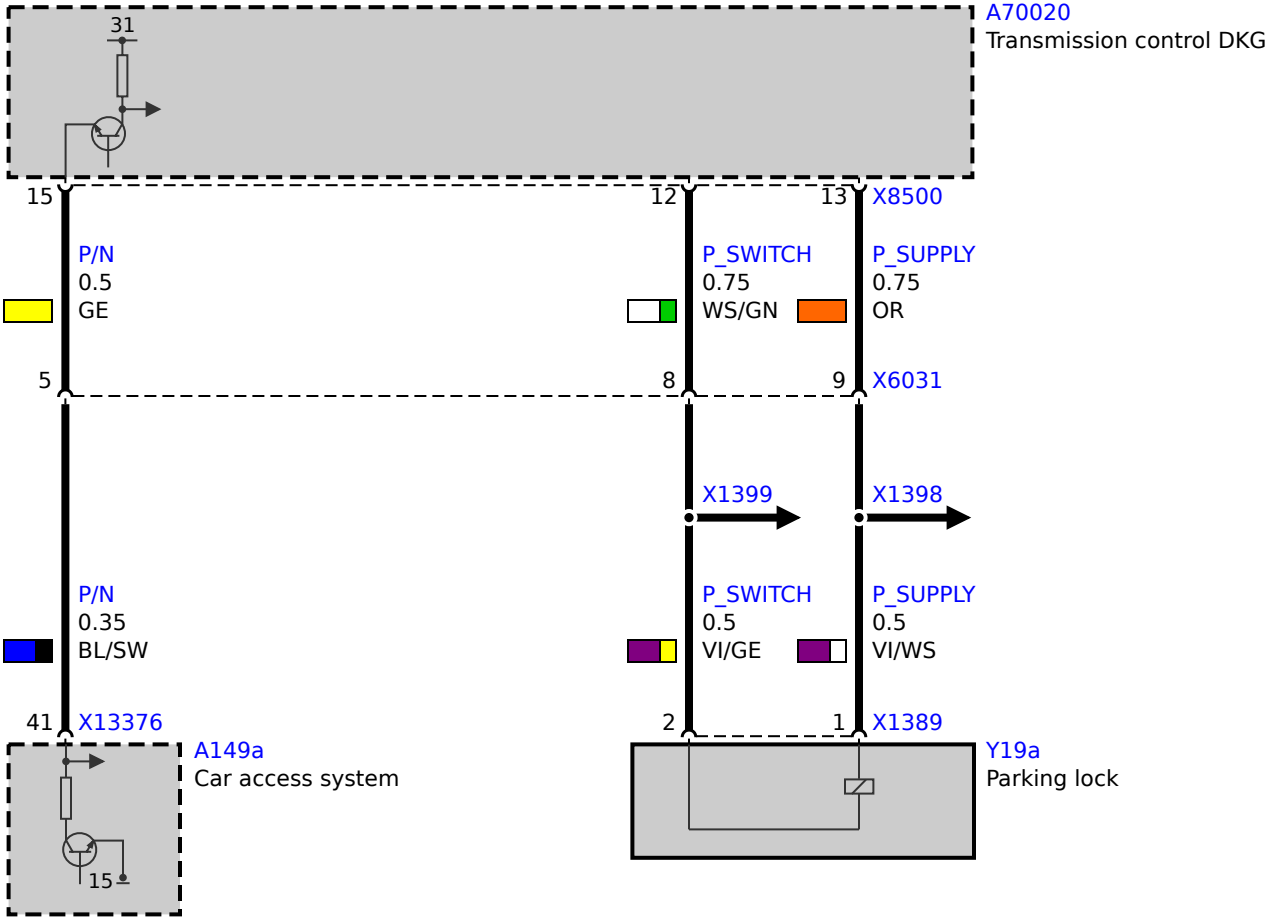 A70020
Transmission control DKG
31
15
12
13
X8500
P/N
0.5
GE
P_SWITCH
0.75
WS/GN
P_SUPPLY
0.75
OR
5
8
9
X6031
X1399
X1398
P/N
0.35
BL/SW
P_SWITCH
0.5
VI/GE
P_SUPPLY
0.5
VI/WS
41
X13376
2
1
X1389
A149a
Car access system
15
Y19a
Parking lock